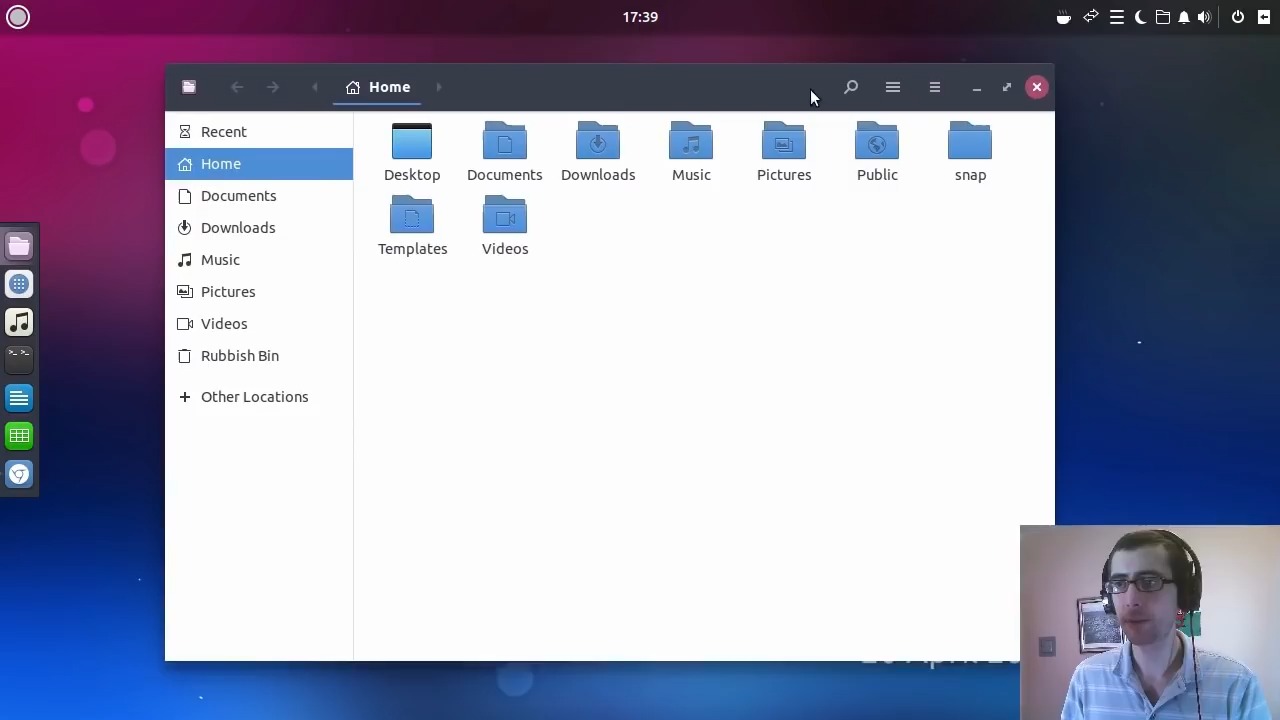 17:39
Home
Recent
Home
Documents
Downloads
Music
Pictures
Videos
Rubbish Bin
Other Locations
Desktop
Documents
Downloads
Music
Pictures
Public
snap
Templates
Videos